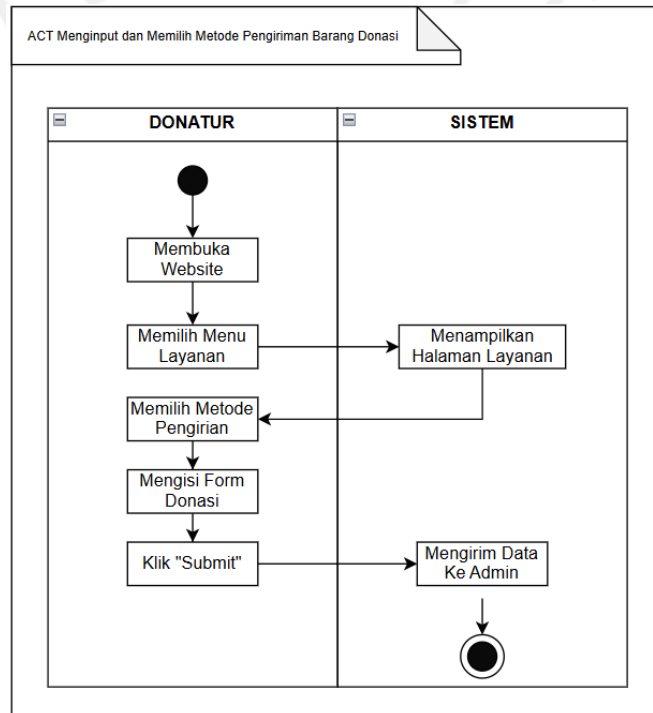 ACT Menginput dan Memilih Metode Pengiriman Barang Donasi
DONATUR
SISTEM
Membuka
Website
Memilih Menu
Layanan
Menampilkan
Halaman Layanan
Memilih Metode
Pengirian
Mengisi Form
Donasi
Klik "Submit"
Mengirim Data
Ke Admin